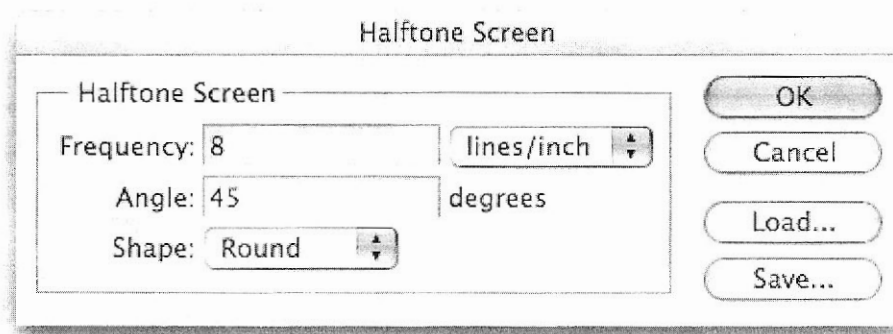 Halftone Screen
Halftone Screen
Frequency: 8 lines/inch
Angle: 45 degrees
Shape: Round
OK
Cancel
Load...
Save...